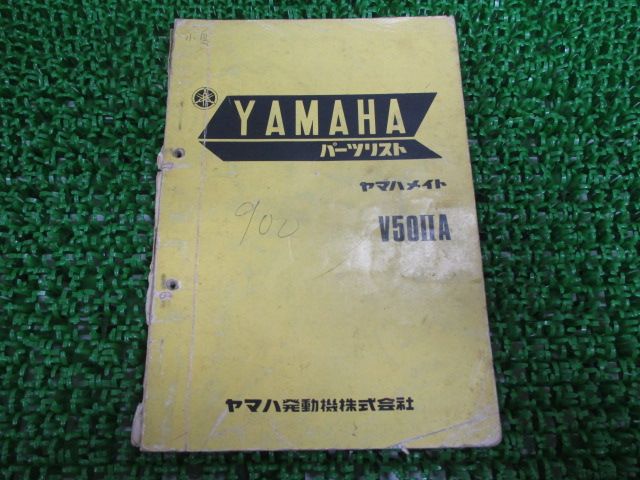 YAMAHA
パーツリスト
ヤマハメイト
V50IIA
900
ヤマハ発動機株式会社